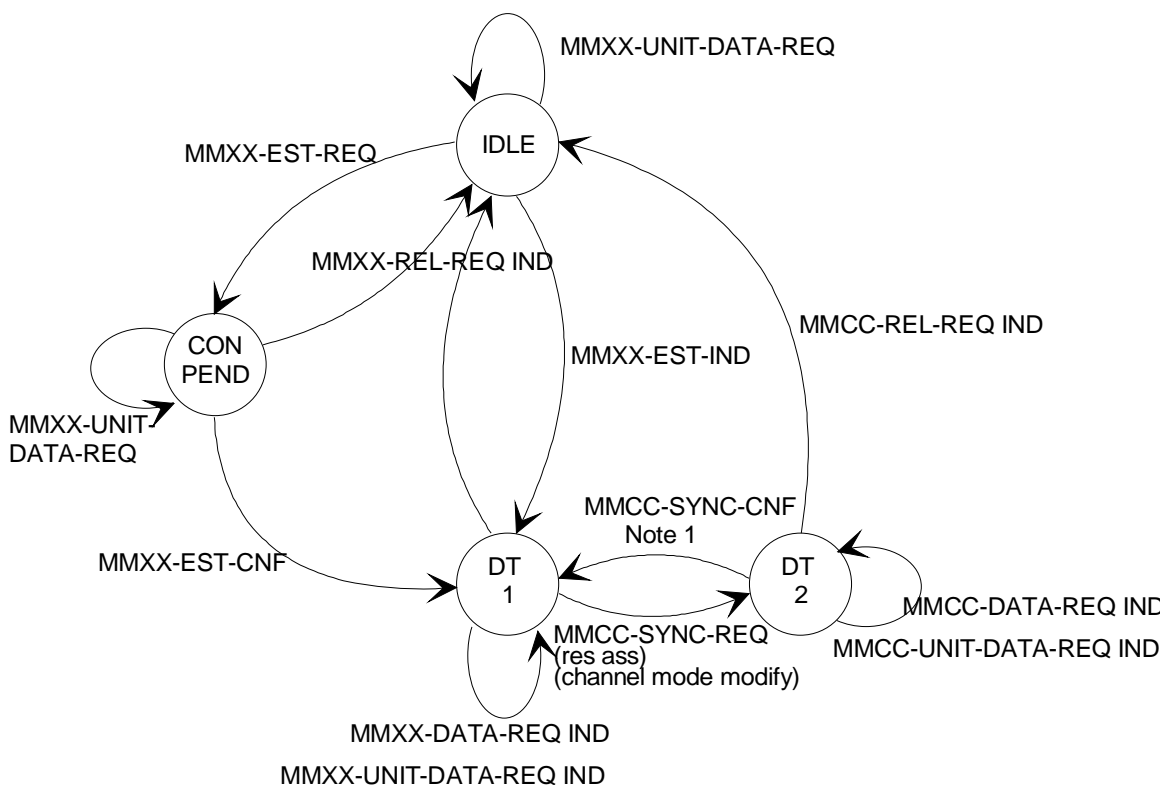 MMXX-UNIT-DATA-REQ
IDLE
MMXX-EST-REQ
MMXX-REL-REQ IND
MMCC-REL-REQ IND
CON
PEND
MMXX-EST-IND
MMXX-UNIT-
DATA-REQ
MMCC-SYNC-CNF
Note 1
MMXX-EST-CNF
DT
1
DT
2
MMCC-DATA-REQ IND
MMCC-SYNC-REQ
(res ass)
(channel mode modify)
MMCC-UNIT-DATA-REQ IND
MMXX-DATA-REQ IND
MMXX-UNIT-DATA-REQ IND